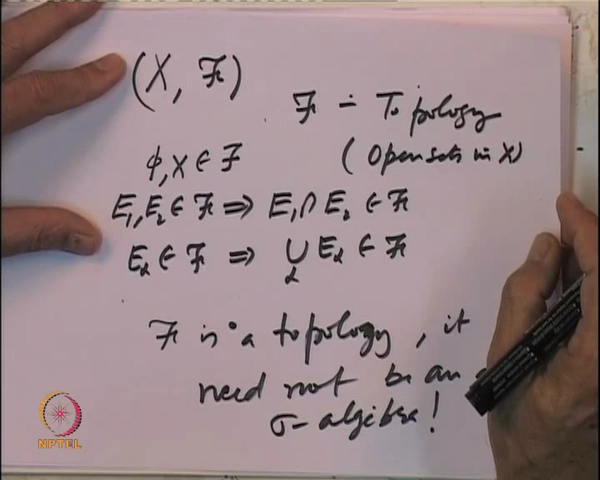 (X, ℱ)
ℱ ∸ Topology
(Open sets in X)
ϕ, X ∈ ℱ
E₁, E₂ ∈ ℱ ⇒ E₁ ∩ E₂ ∈ ℱ
E_α ∈ ℱ ⇒ ∪_α E_α ∈ ℱ
ℱ is a topology, it
need not be an
σ-algebra!
NPTEL